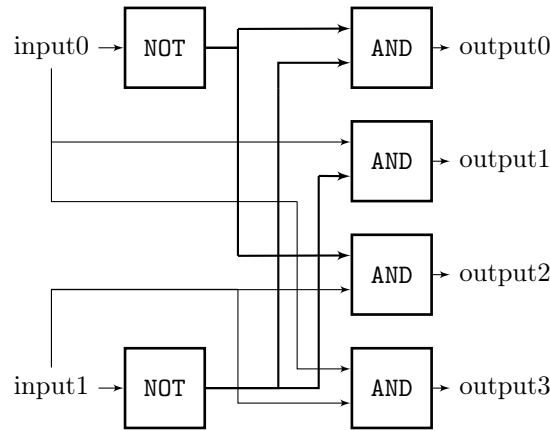 input0 NOT AND output0
AND output1
AND output2
input1 NOT AND output3